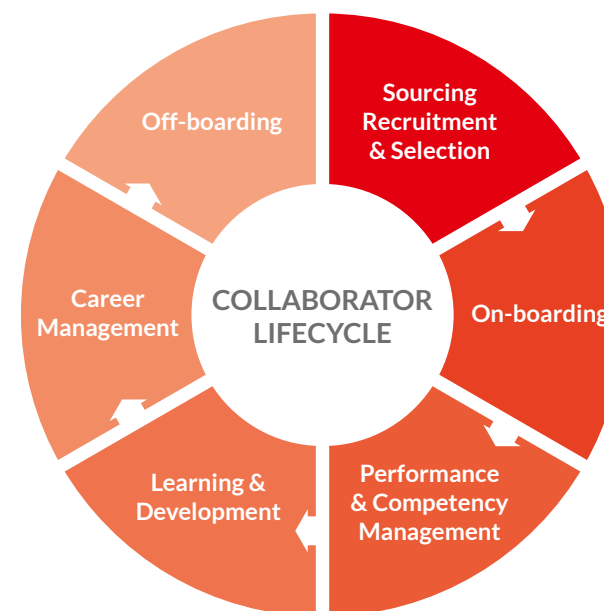 Sourcing
Recruitment
& Selection
On-boarding
Performance
& Competency
Management
Learning &
Development
Career
Management
Off-boarding
COLLABORATOR
LIFECYCLE